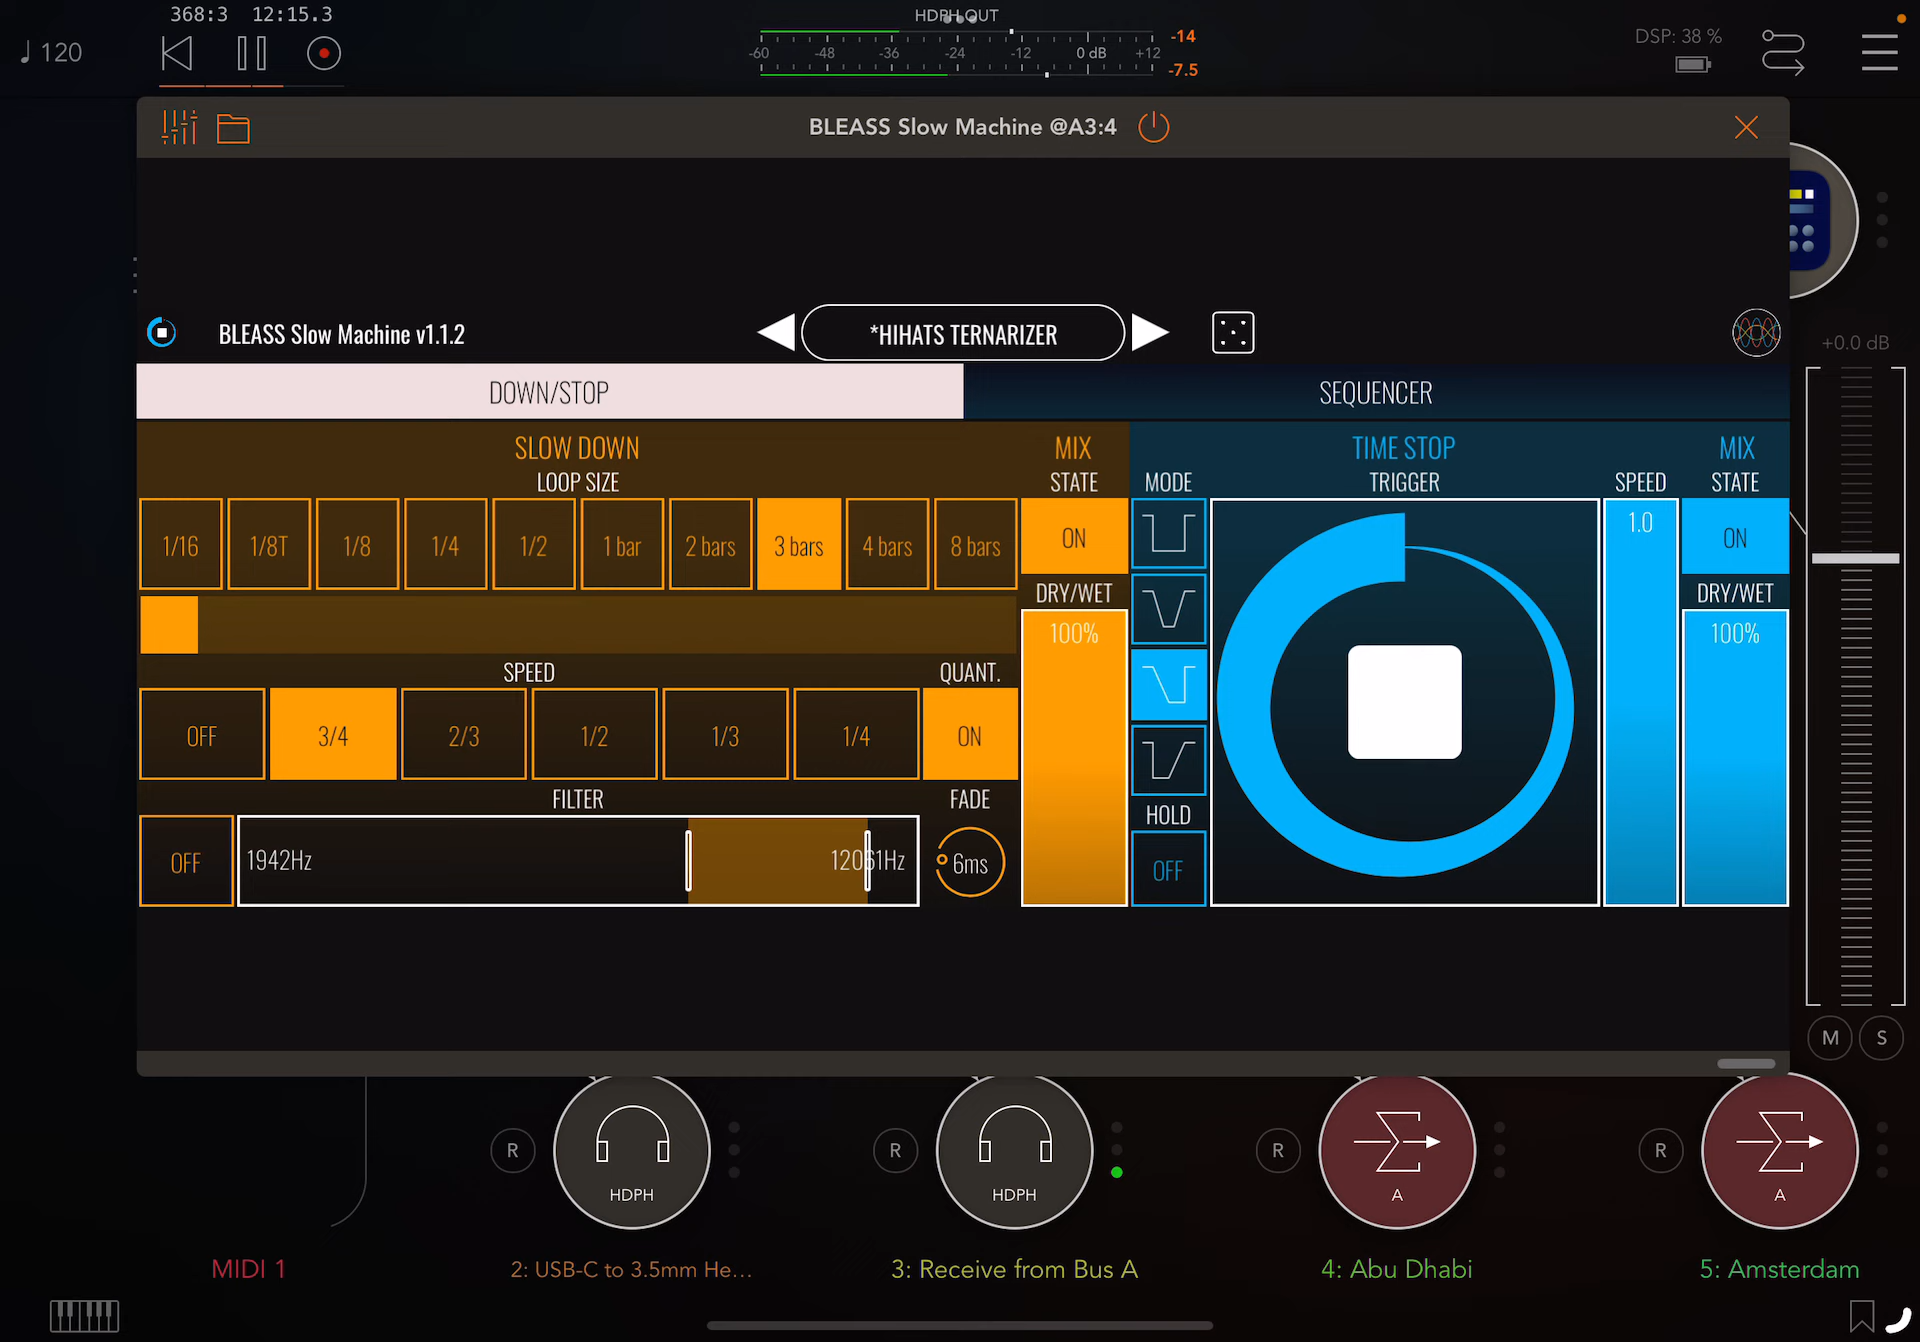 368:3 12:15.3
HDPH OUT
120
-60 -48 -36 -24 -12 0 dB +12
-14
-7.5
DSP: 38 %
BLEASS Slow Machine @A3:4
BLEASS Slow Machine v1.1.2
*HIHATS TERNARIZER
+0.0 dB
DOWN/STOP
SEQUENCER
SLOW DOWN
MIX
TIME STOP
MIX
LOOP SIZE
STATE
MODE
TRIGGER
SPEED
STATE
1/16
1/8T
1/8
1/4
1/2
1 bar
2 bars
3 bars
4 bars
8 bars
ON
1.0
ON
DRY/WET
DRY/WET
100%
100%
SPEED
QUANT.
OFF
3/4
2/3
1/2
1/3
1/4
ON
FILTER
FADE
HOLD
OFF
1942Hz
12061Hz
6ms
OFF
M
S
R
HDPH
R
HDPH
R
A
R
A
MIDI 1
2: USB-C to 3.5mm He...
3: Receive from Bus A
4: Abu Dhabi
5: Amsterdam